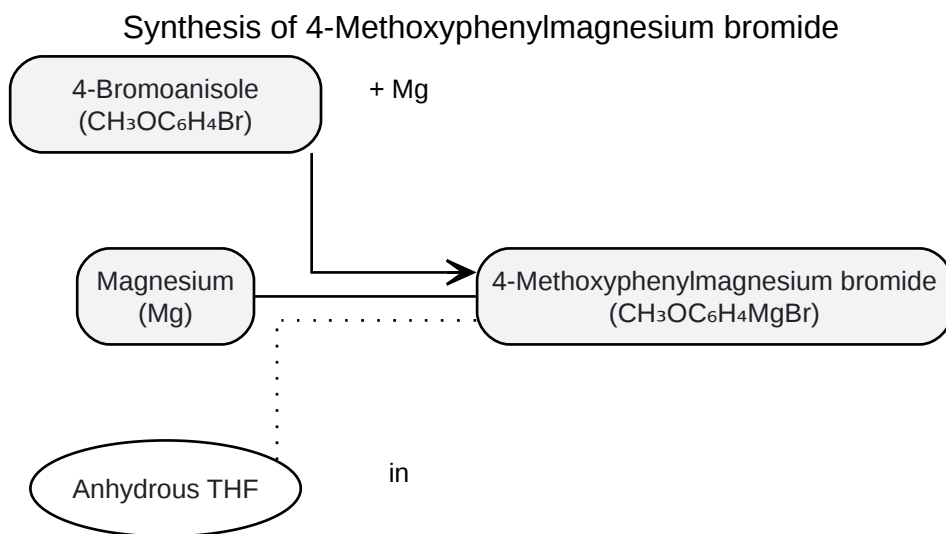 Synthesis of 4-Methoxyphenylmagnesium bromide
4-Bromoanisole
(CH₃OC₆H₄Br)
+ Mg
Magnesium
(Mg)
4-Methoxyphenylmagnesium bromide
(CH₃OC₆H₄MgBr)
Anhydrous THF
in